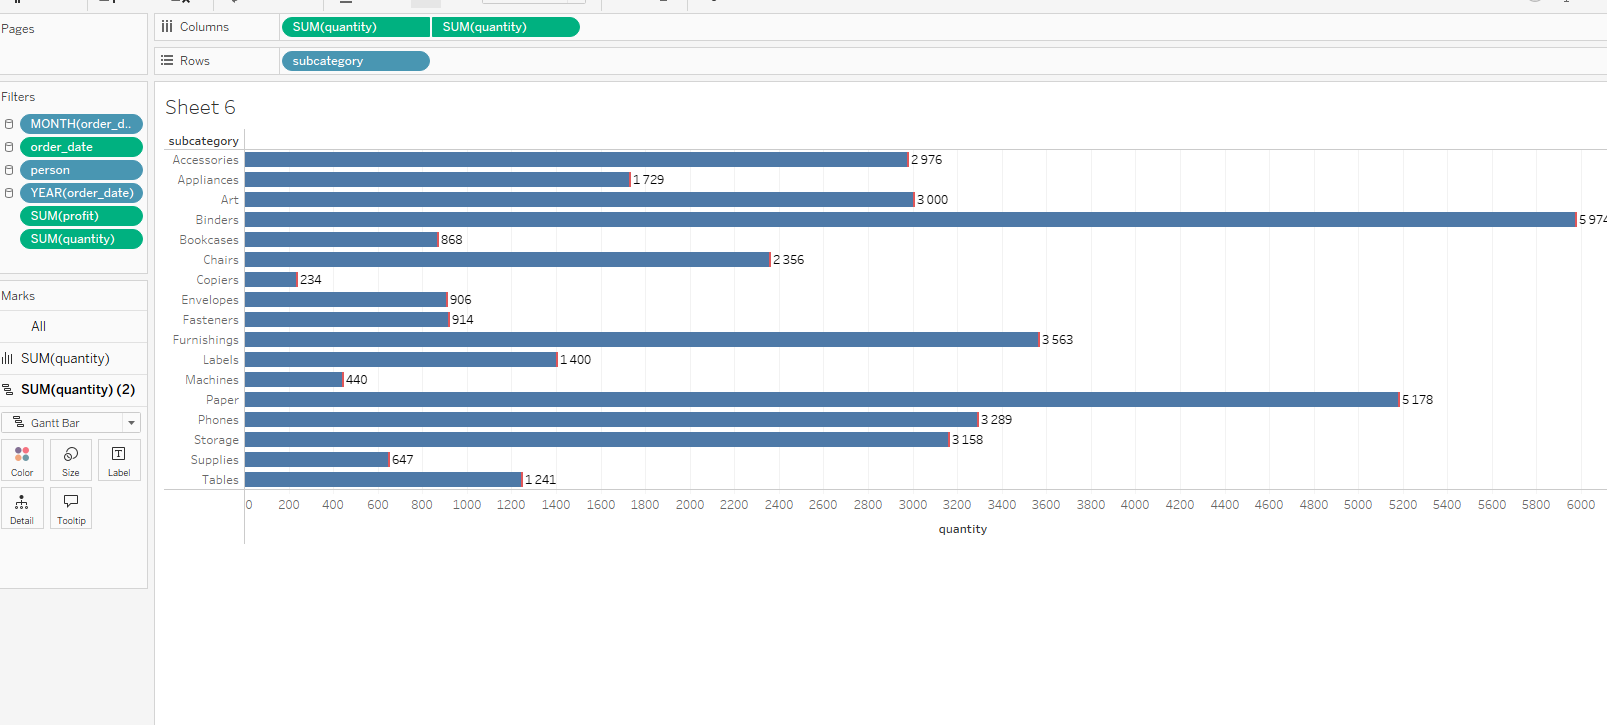 Pages
Columns
SUM(quantity)
SUM(quantity)
Rows
subcategory
Filters
MONTH(order_d..
order_date
person
YEAR(order_date)
SUM(profit)
SUM(quantity)
Marks
All
SUM(quantity)
SUM(quantity) (2)
Gantt Bar
Color Size Label
Detail Tooltip
Sheet 6
subcategory
Accessories 2 976
Appliances 1 729
Art 3 000
Binders 5 974
Bookcases 868
Chairs 2 356
Copiers 234
Envelopes 906
Fasteners 914
Furnishings 3 563
Labels 1 400
Machines 440
Paper 5 178
Phones 3 289
Storage 3 158
Supplies 647
Tables 1 241
0 200 400 600 800 1000 1200 1400 1600 1800 2000 2200 2400 2600 2800 3000 3200 3400 3600 3800 4000 4200 4400 4600 4800 5000 5200 5400 5600 5800 6000
quantity